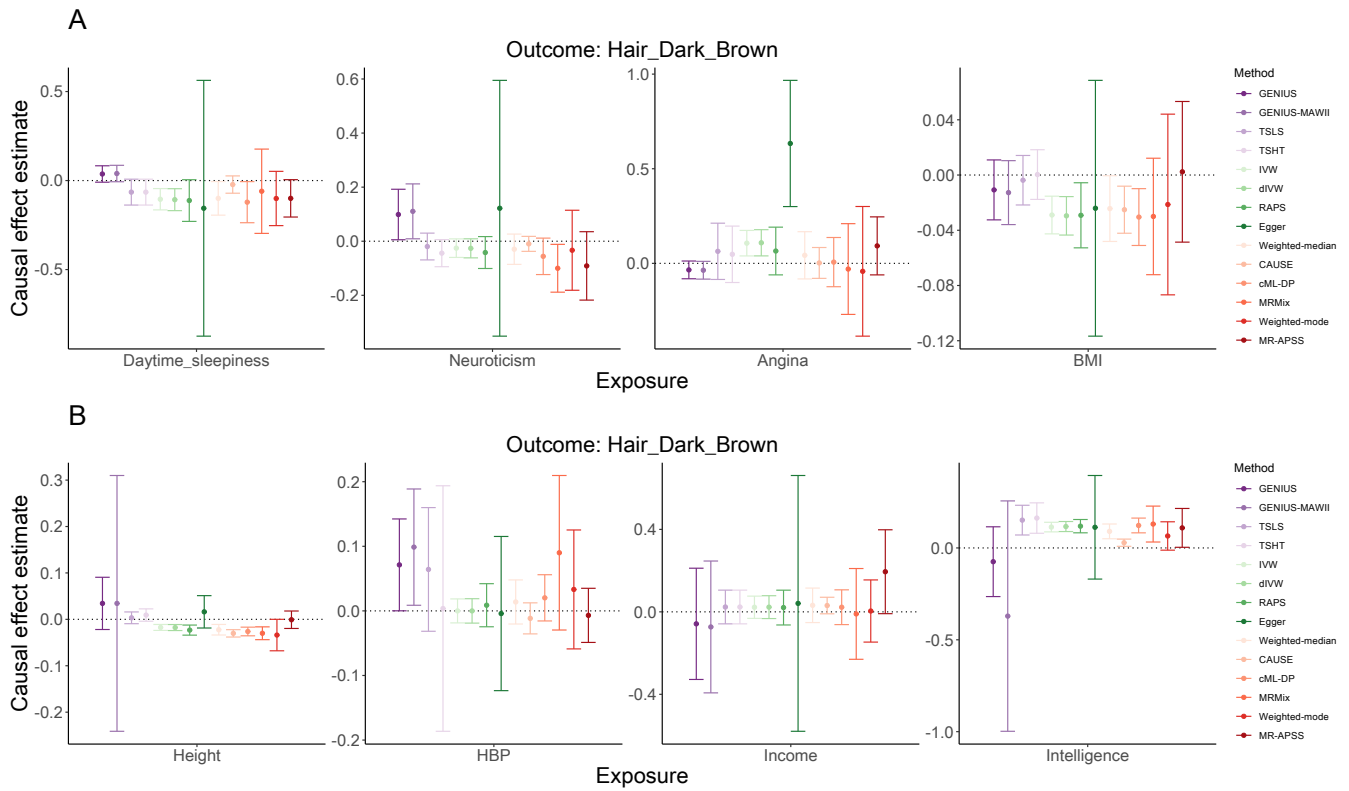 A
Outcome: Hair_Dark_Brown
Causal effect estimate
0.5
0.0
-0.5
Daytime_sleepiness
0.6
0.4
0.2
0.0
-0.2
Neuroticism
1.0
0.5
0.0
Angina
0.04
0.00
-0.04
-0.08
-0.12
BMI
Exposure
Method
GENIUS
GENIUS-MAWII
TSLS
TSHT
IVW
dIVW
RAPS
Egger
Weighted-median
CAUSE
cML-DP
MRMix
Weighted-mode
MR-APSS
B
Outcome: Hair_Dark_Brown
Causal effect estimate
0.3
0.2
0.1
0.0
-0.1
-0.2
Height
0.2
0.1
0.0
-0.1
-0.2
HBP
0.4
0.0
-0.4
Income
0.0
-0.5
-1.0
Intelligence
Exposure
Method
GENIUS
GENIUS-MAWII
TSLS
TSHT
IVW
dIVW
RAPS
Egger
Weighted-median
CAUSE
cML-DP
MRMix
Weighted-mode
MR-APSS